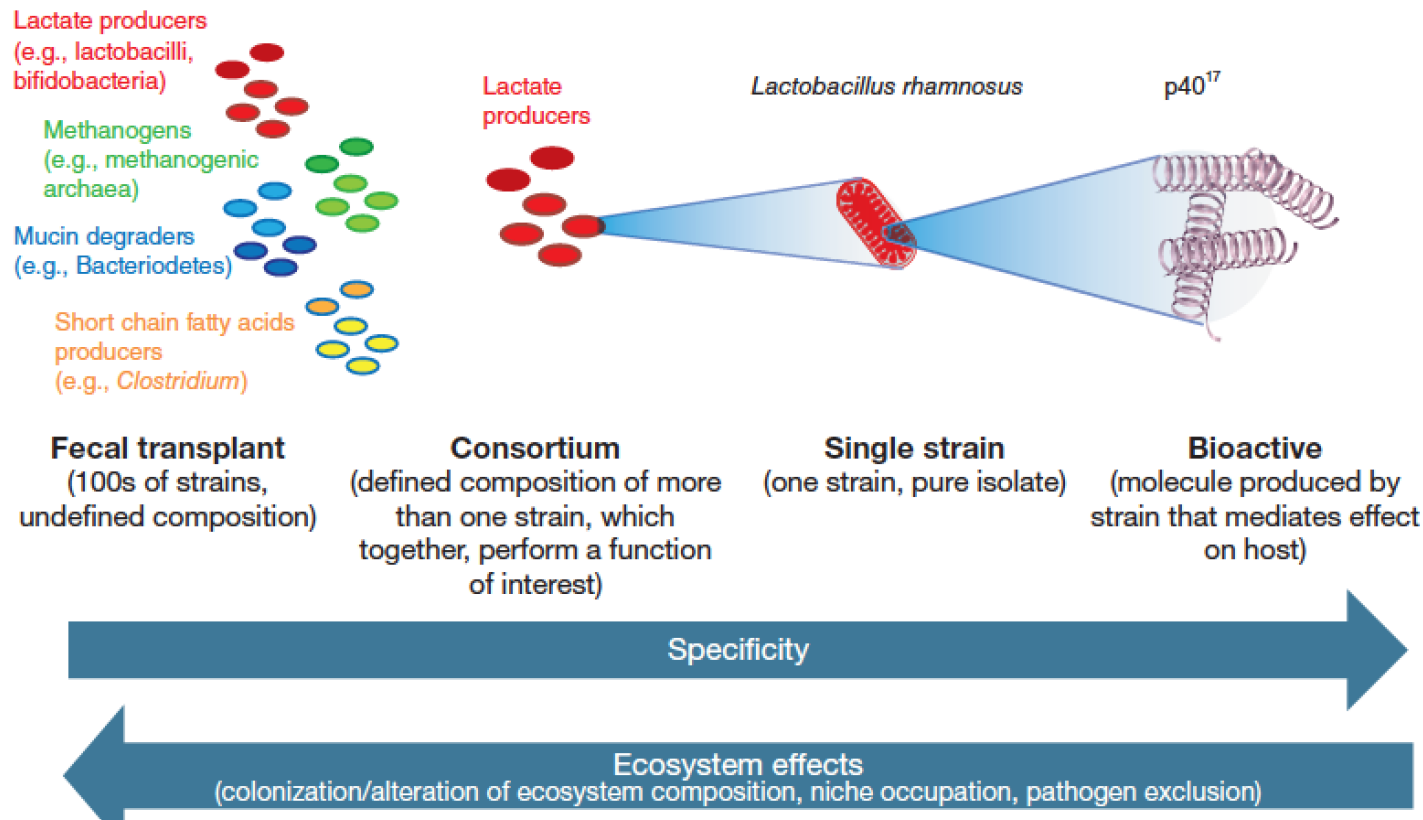 Lactate producers
(e.g., lactobacilli,
bifobacteria)
Methanogens
(e.g., methanogenic
archaea)
Mucin degraders
(e.g., Bacteriodetes)
Short chain fatty acids
producers
(e.g., Clostridium)
Lactate
producers
Lactobacillus rhamnosus
p40¹⁷
Fecal transplant
(100s of strains,
undefined composition)
Consortium
(defined composition of more
than one strain, which
together, perform a function
of interest)
Single strain
(one strain, pure isolate)
Bioactive
(molecule produced by
strain that mediates effect
on host)
Specificity
Ecosystem effects
(colonization/alteration of ecosystem composition, niche occupation, pathogen exclusion)